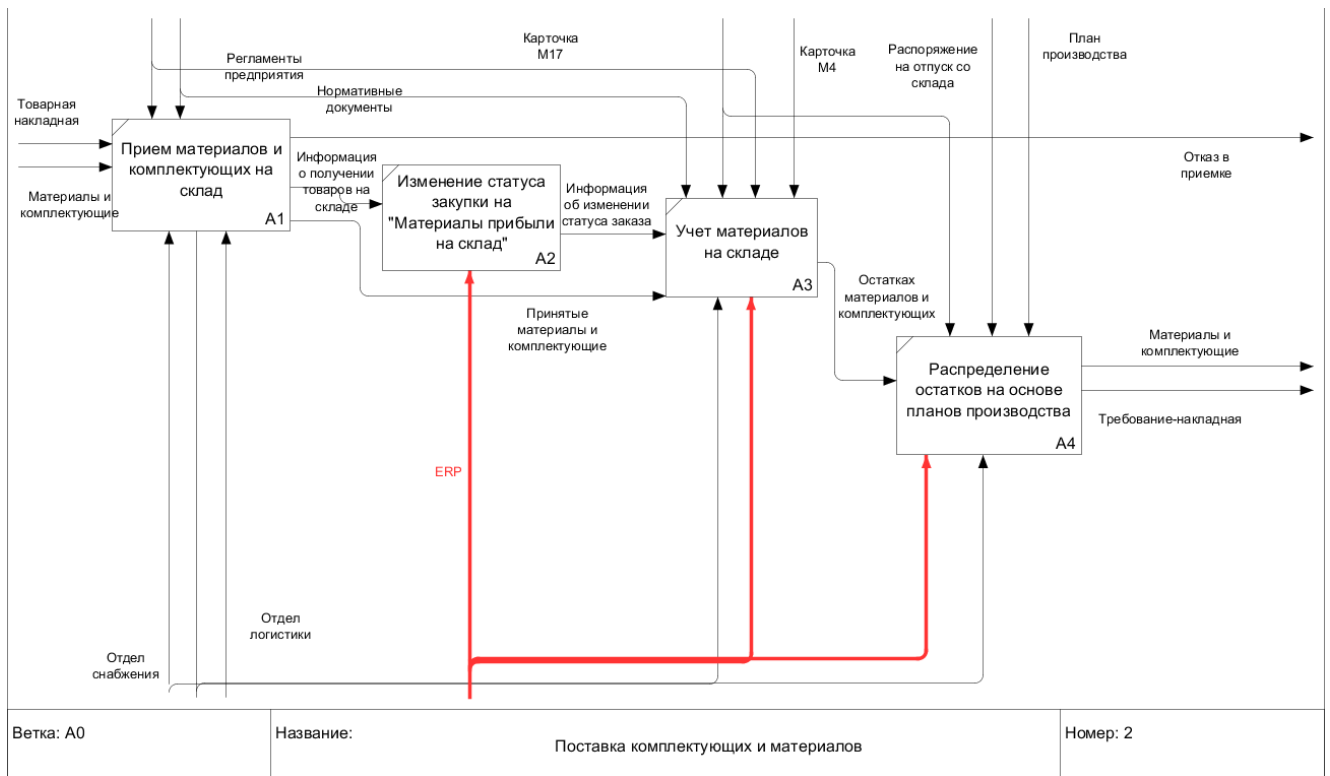 Карточка
М17
План
производства
Распоряжение
на отпуск со
склада
Карточка
М4
Регламенты
предприятия
Нормативные
документы
Товарная
накладная
Прием материалов и
комплектующих на
склад
А1
Материалы и
комплектующие
Информация
о получении
товаров на
складе
Изменение статуса
закупки на
"Материалы прибыли
на склад"
А2
Информация
об изменении
статуса заказа
Отказ в
приемке
Учет материалов
на складе
А3
Принятые
материалы и
комплектующие
Остатках
материалов и
комплектующих
Распределение
остатков на основе
планов производства
А4
Материалы и
комплектующие
Требование-накладная
ERP
Отдел
логистики
Отдел
снабжения
Ветка: А0
Название:
Поставка комплектующих и материалов
Номер: 2